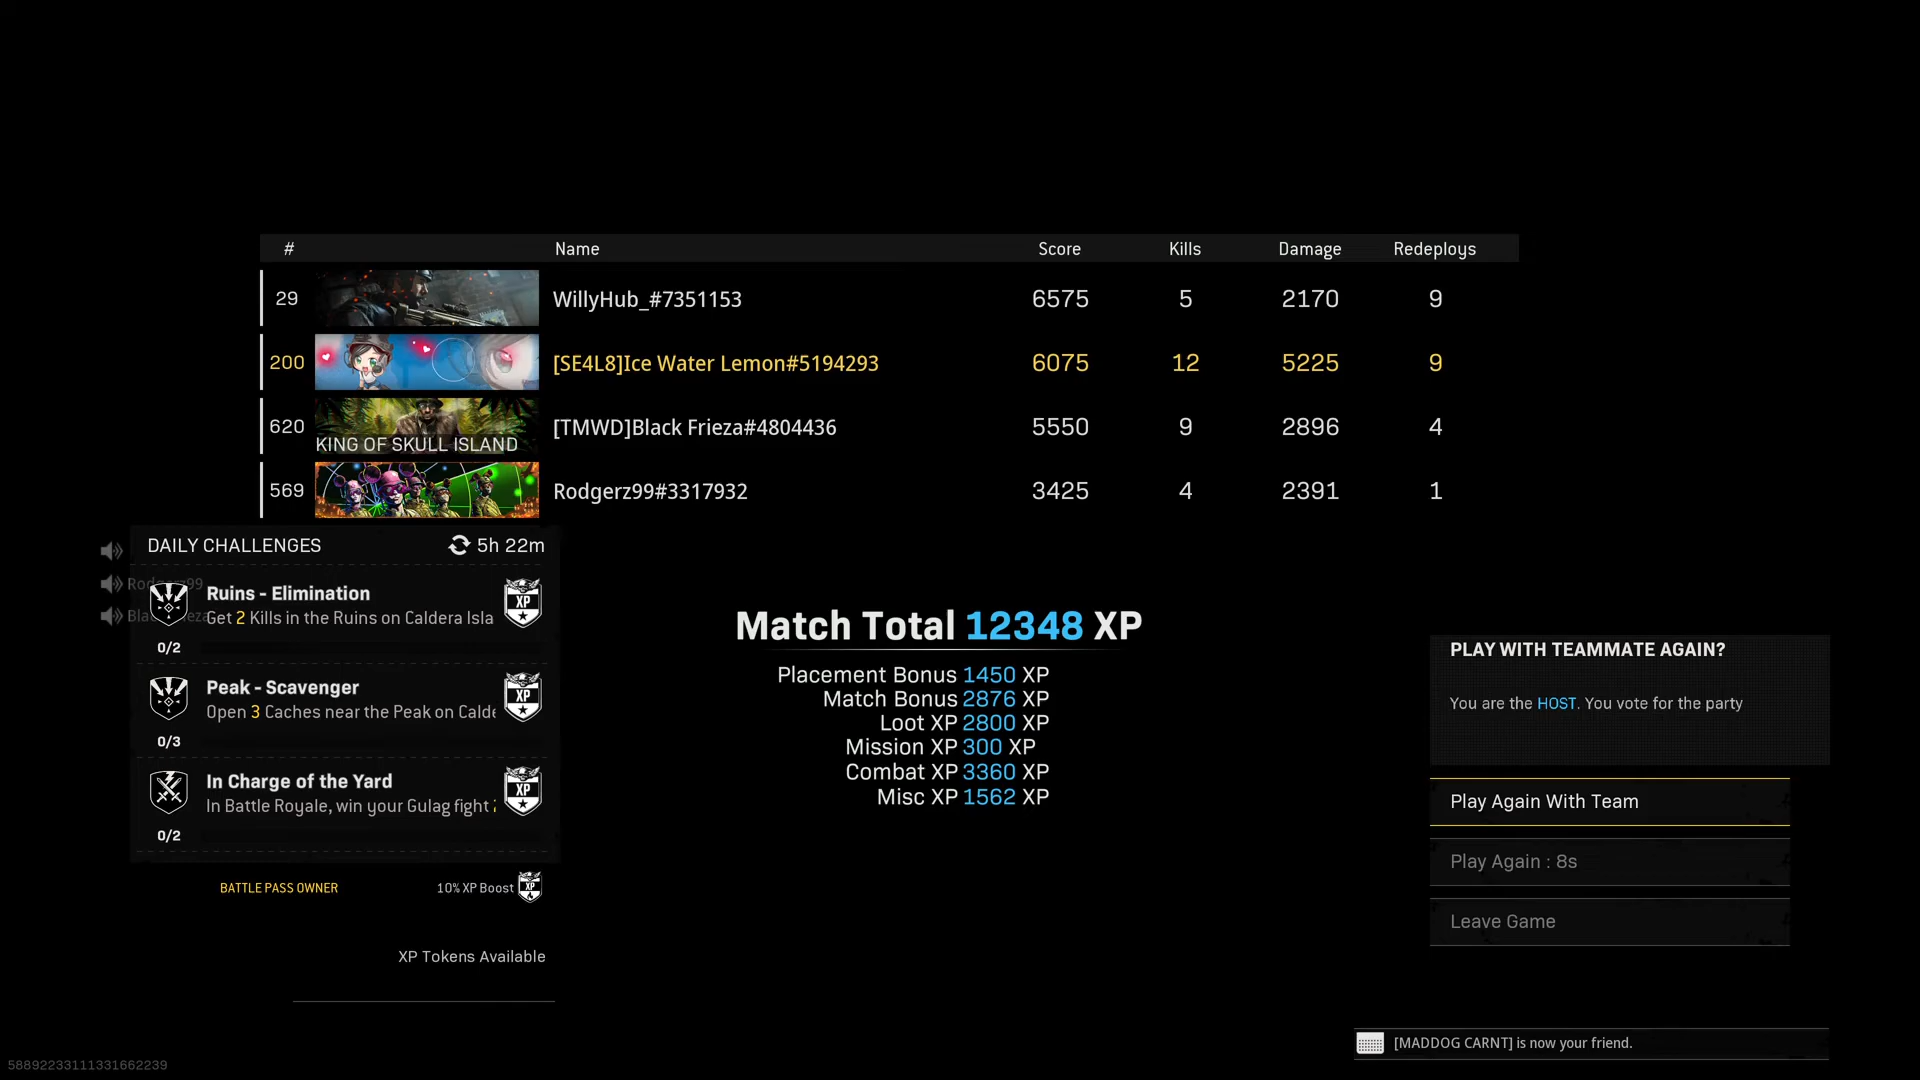 # Name Score Kills Damage Redeploys
29 WillyHub_#7351153 6575 5 2170 9
200 [SE4L8]Ice Water Lemon#5194293 6075 12 5225 9
620 KING OF SKULL ISLAND [TMWD]Black Frieza#4804436 5550 9 2896 4
569 Rodgerz99#3317932 3425 4 2391 1
DAILY CHALLENGES 5h 22m
Ruins - Elimination
Get 2 Kills in the Ruins on Caldera Isla
XP
0/2
Peak - Scavenger
Open 3 Caches near the Peak on Calde
XP
0/3
In Charge of the Yard
In Battle Royale, win your Gulag fight
XP
0/2
BATTLE PASS OWNER 10% XP Boost XP
XP Tokens Available
Match Total 12348 XP
Placement Bonus 1450 XP
Match Bonus 2876 XP
Loot XP 2800 XP
Mission XP 300 XP
Combat XP 3360 XP
Misc XP 1562 XP
PLAY WITH TEAMMATE AGAIN?
You are the HOST. You vote for the party
Play Again With Team
Play Again : 8s
Leave Game
[MADDOG CARNT] is now your friend.
58892233111331662239